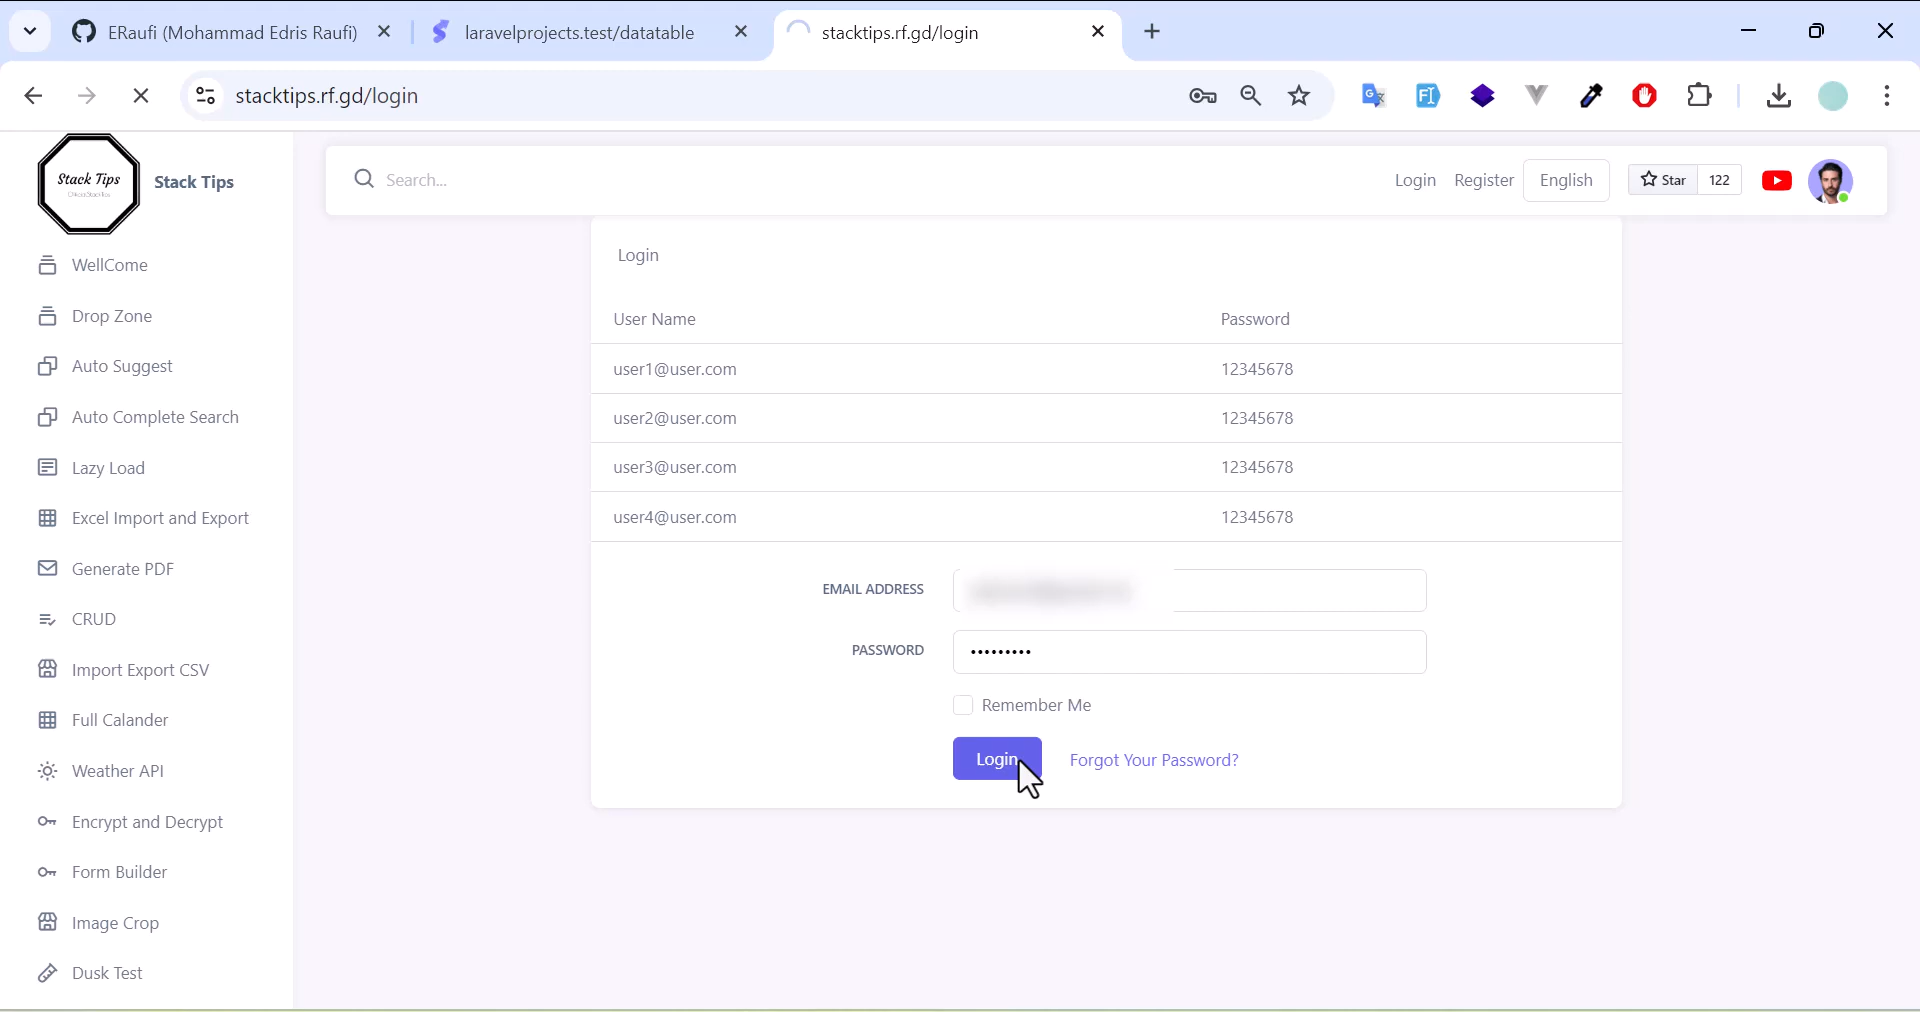 ERaufi (Mohammad Edris Raufi)
laravelprojects.test/datatable
stacktips.rf.gd/login
stacktips.rf.gd/login
Stack Tips
Stack Tips
Search...
Login
Register
English
Star
122
WellCome
Drop Zone
Auto Suggest
Auto Complete Search
Lazy Load
Excel Import and Export
Generate PDF
CRUD
Import Export CSV
Full Calander
Weather API
Encrypt and Decrypt
Form Builder
Image Crop
Dusk Test
Login
User Name Password
user1@user.com 12345678
user2@user.com 12345678
user3@user.com 12345678
user4@user.com 12345678
EMAIL ADDRESS
PASSWORD •••••••••
Remember Me
Login Forgot Your Password?